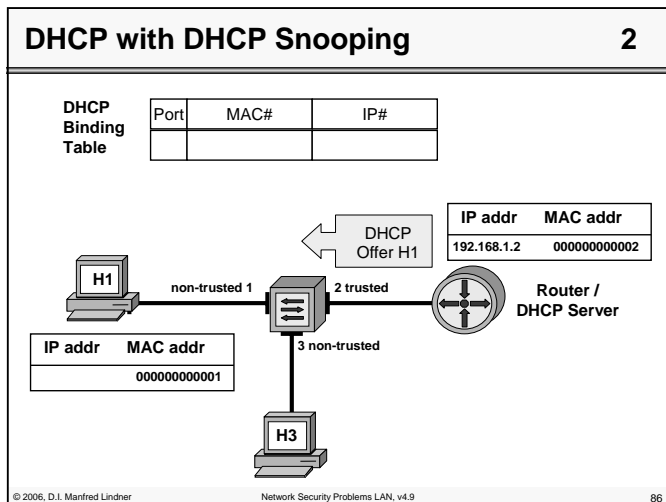 DHCP with DHCP Snooping 2
DHCP
Binding
Table
Port MAC# IP#
DHCP
Offer H1
IP addr MAC addr
192.168.1.2 000000000002
H1
non-trusted 1
2 trusted
Router /
DHCP Server
3 non-trusted
IP addr MAC addr
000000000001
H3
© 2006, D.I. Manfred Lindner
Network Security Problems LAN, v4.9
86